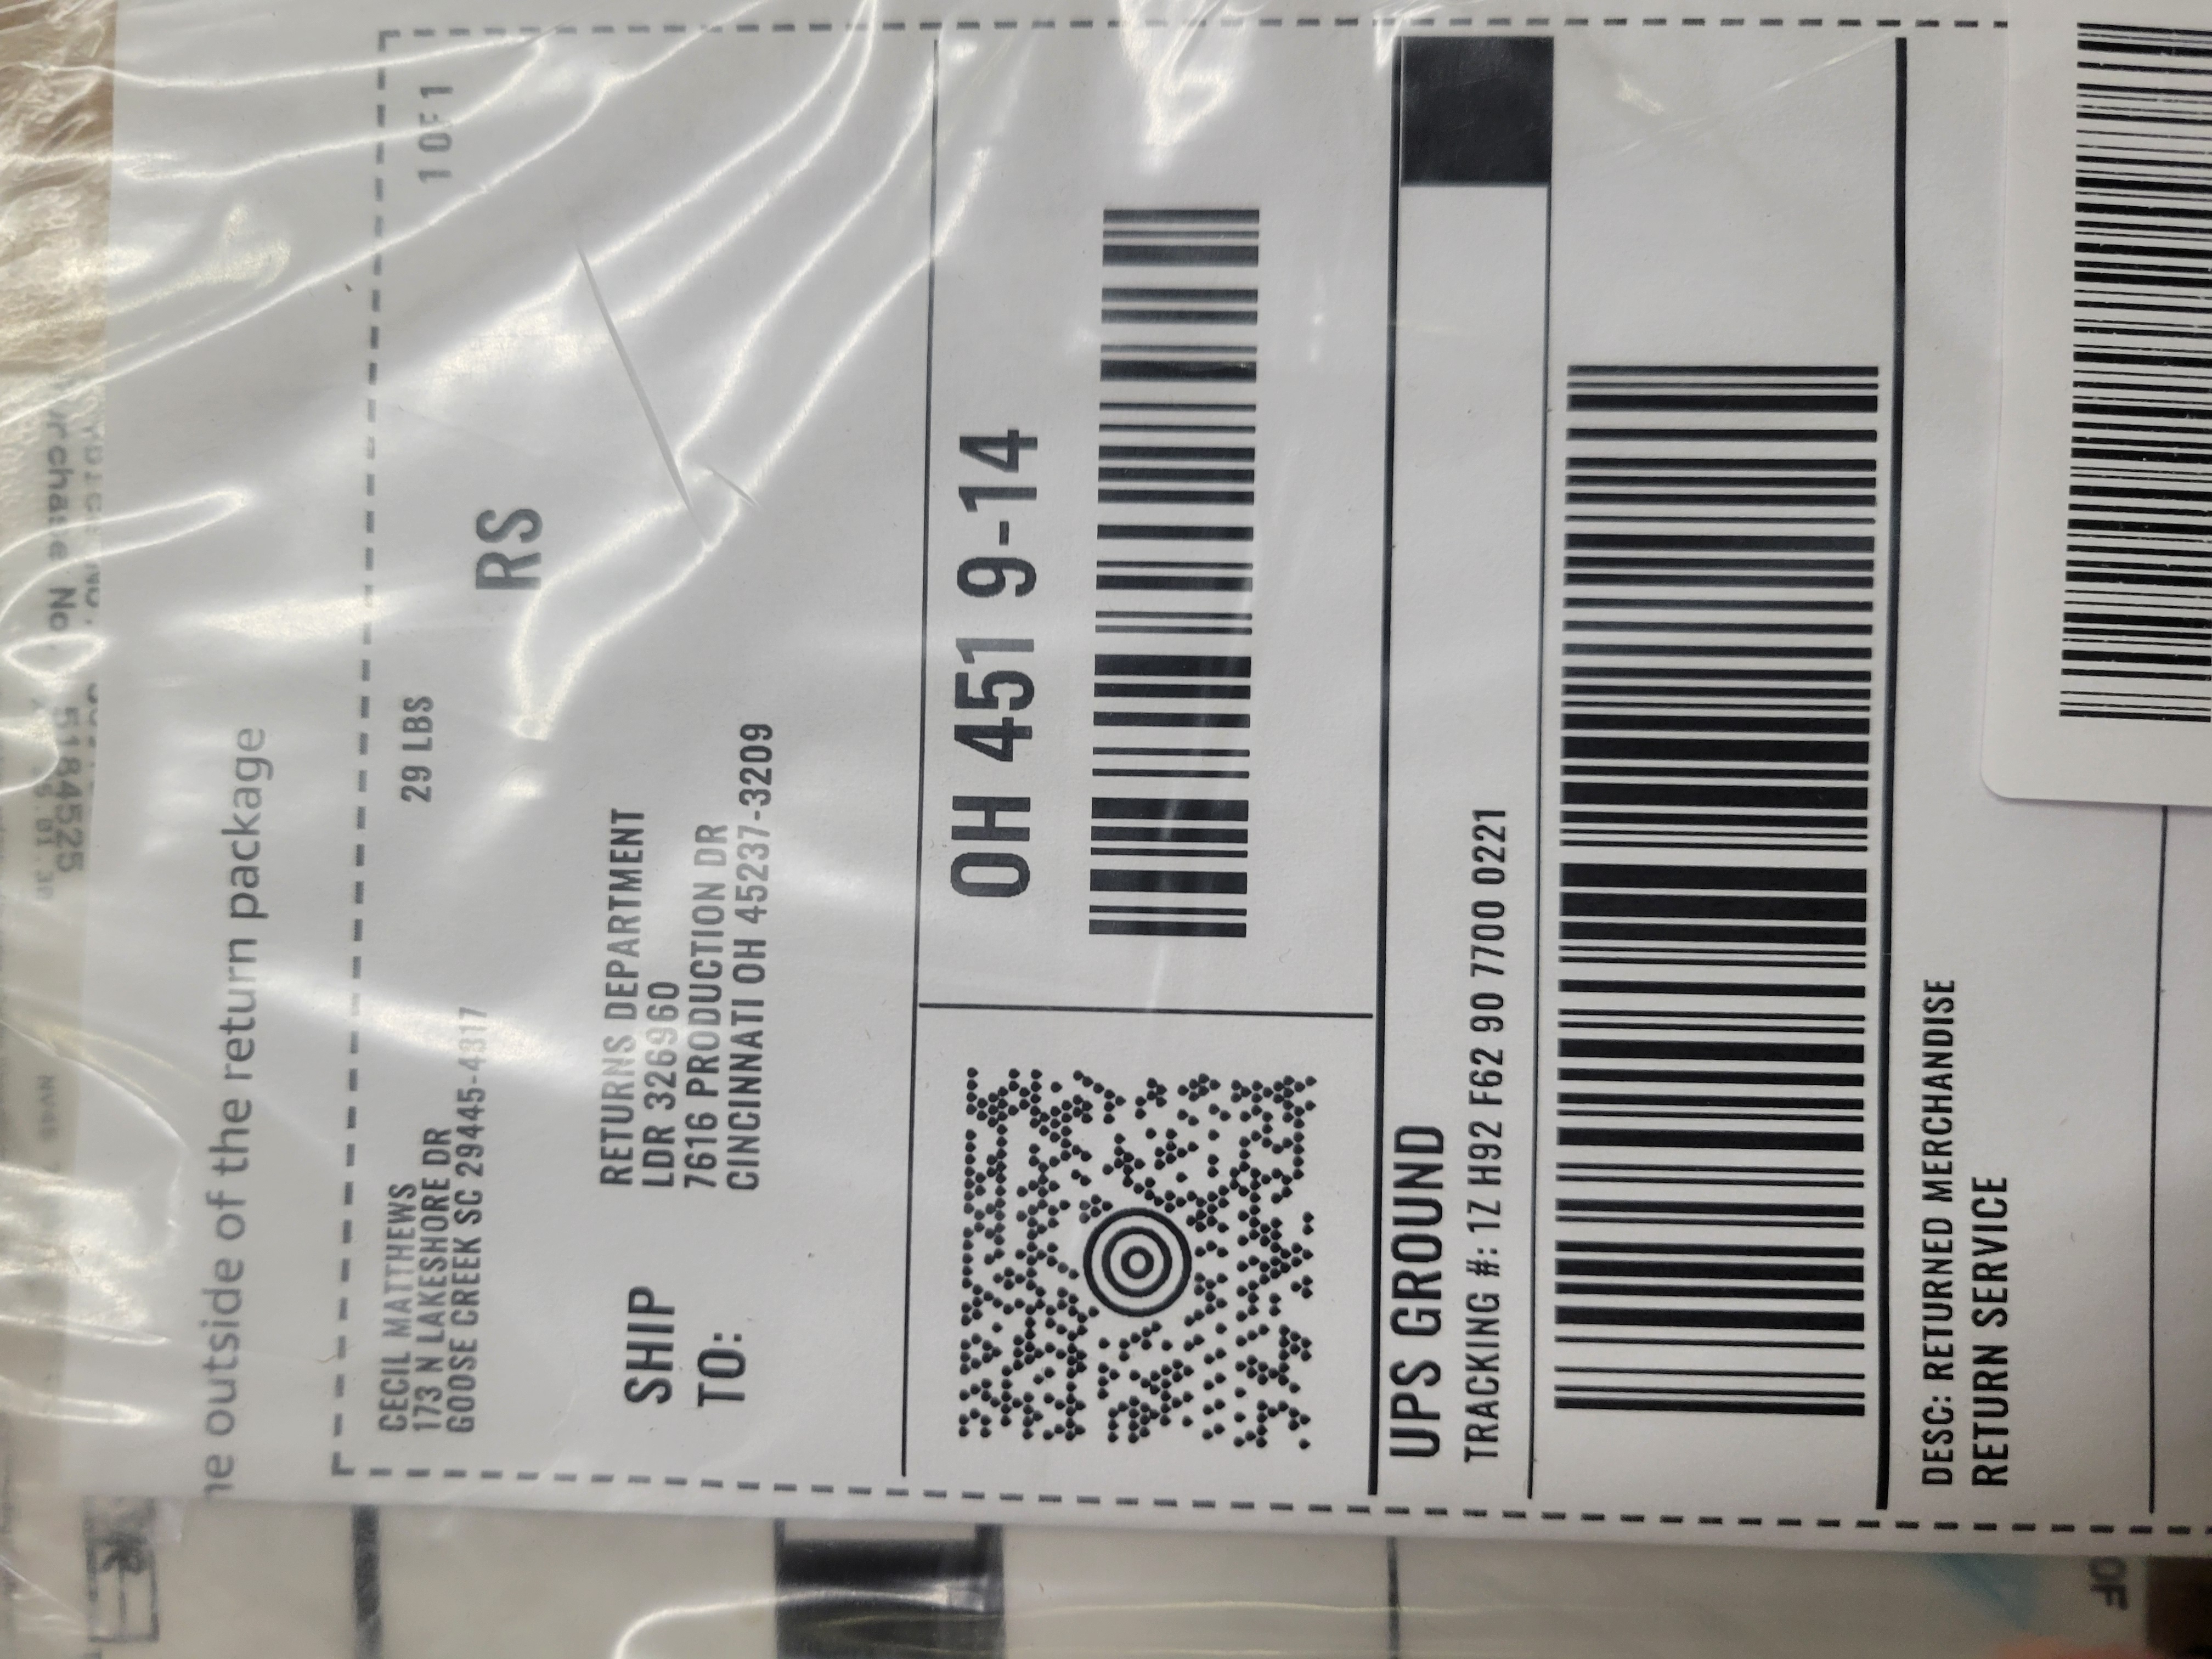 ne outside of the return package
CECIL MATTHEWS
173 N LAKESHORE DR
GOOSE CREEK SC 29445-4317
29 LBS
1 OF 1
RS
SHIP
TO:
RETURNS DEPARTMENT
LDR 326960
7616 PRODUCTION DR
CINCINNATI OH 45237-3209
OH 451 9-14
UPS GROUND
TRACKING #: 1Z H92 F62 90 7700 0221
DESC: RETURNED MERCHANDISE
RETURN SERVICE
OF